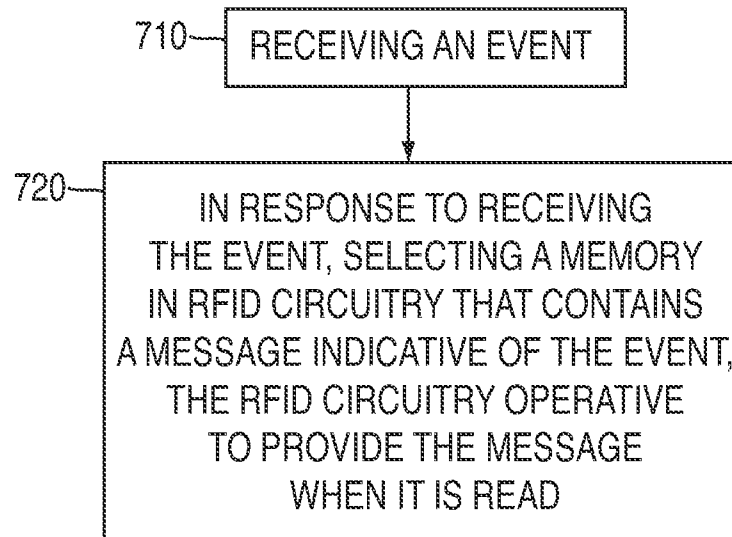 710
RECEIVING AN EVENT
720
IN RESPONSE TO RECEIVING
THE EVENT, SELECTING A MEMORY
IN RFID CIRCUITRY THAT CONTAINS
A MESSAGE INDICATIVE OF THE EVENT,
THE RFID CIRCUITRY OPERATIVE
TO PROVIDE THE MESSAGE
WHEN IT IS READ